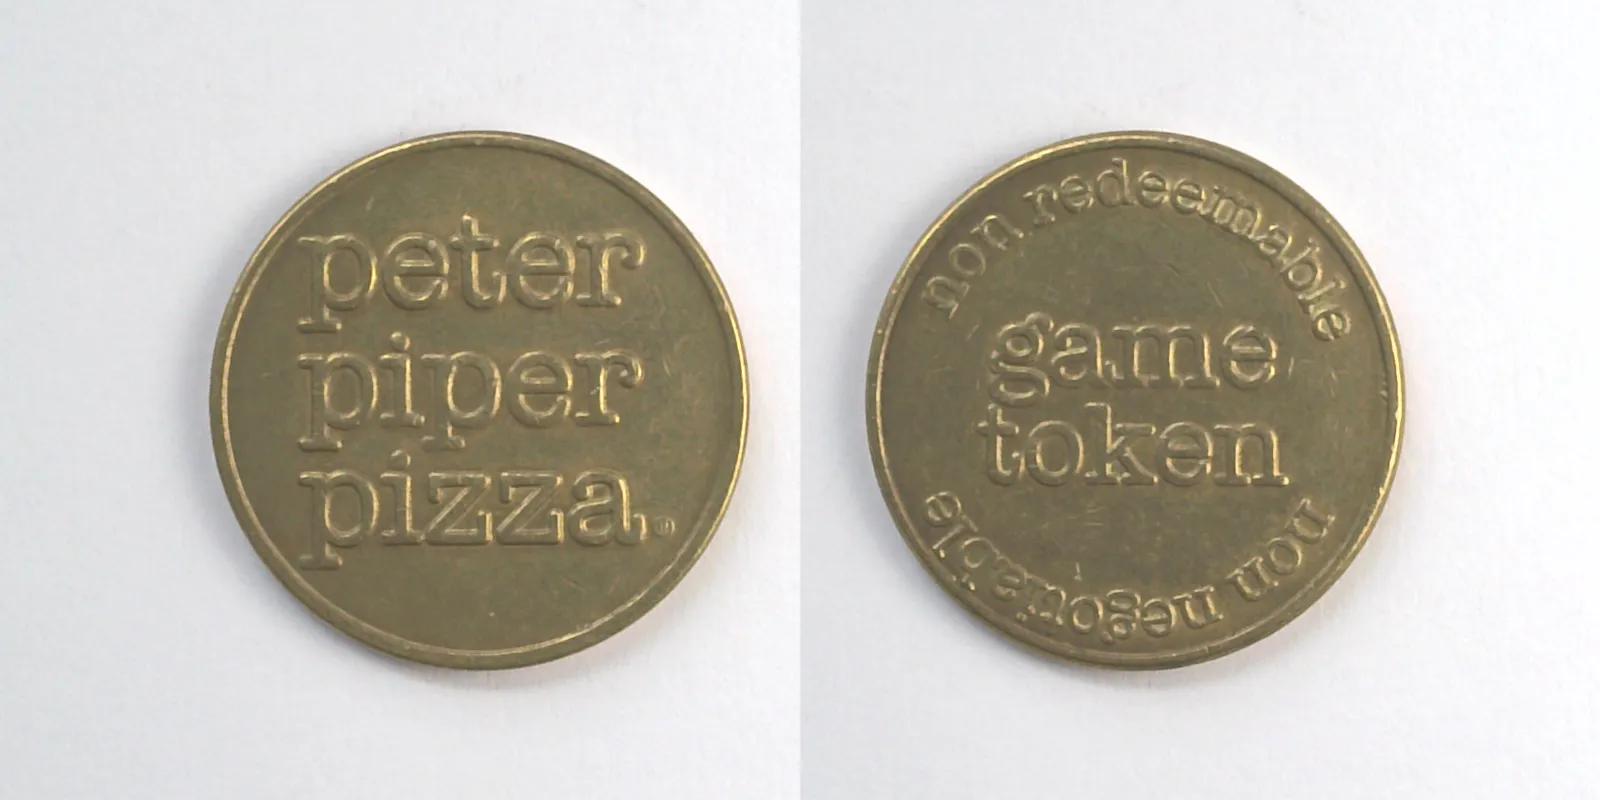 peter
piper
pizza.®
non redeemable
game
token
non negotiable